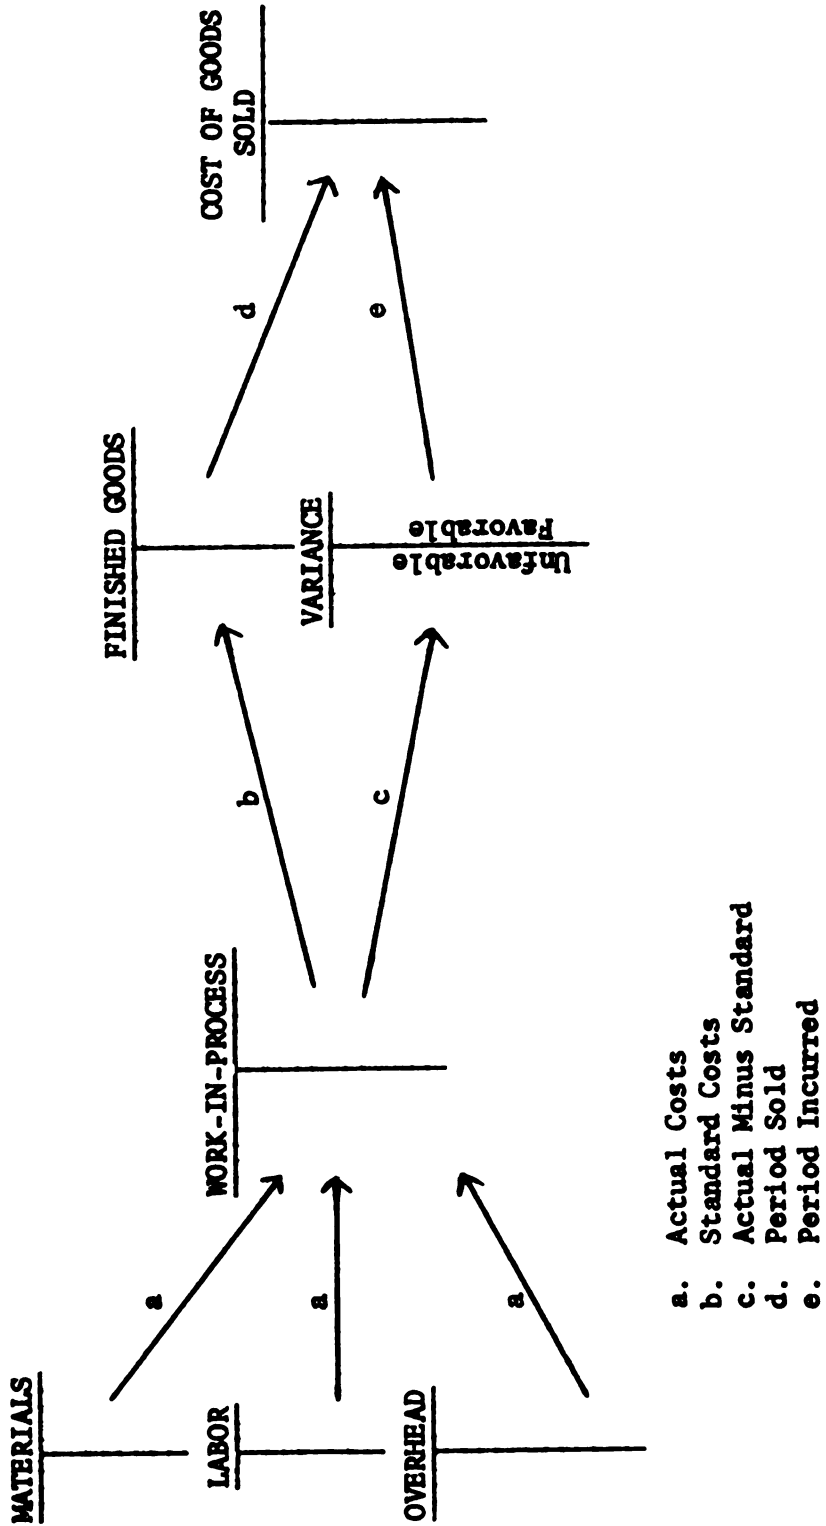 MATERIALS
a
LABOR
a
OVERHEAD
a
WORK-IN-PROCESS
b
c
FINISHED GOODS
VARIANCE
Unfavorable
Favorable
d
e
COST OF GOODS
SOLD
a. Actual Costs
b. Standard Costs
c. Actual Minus Standard
d. Period Sold
e. Period Incurred